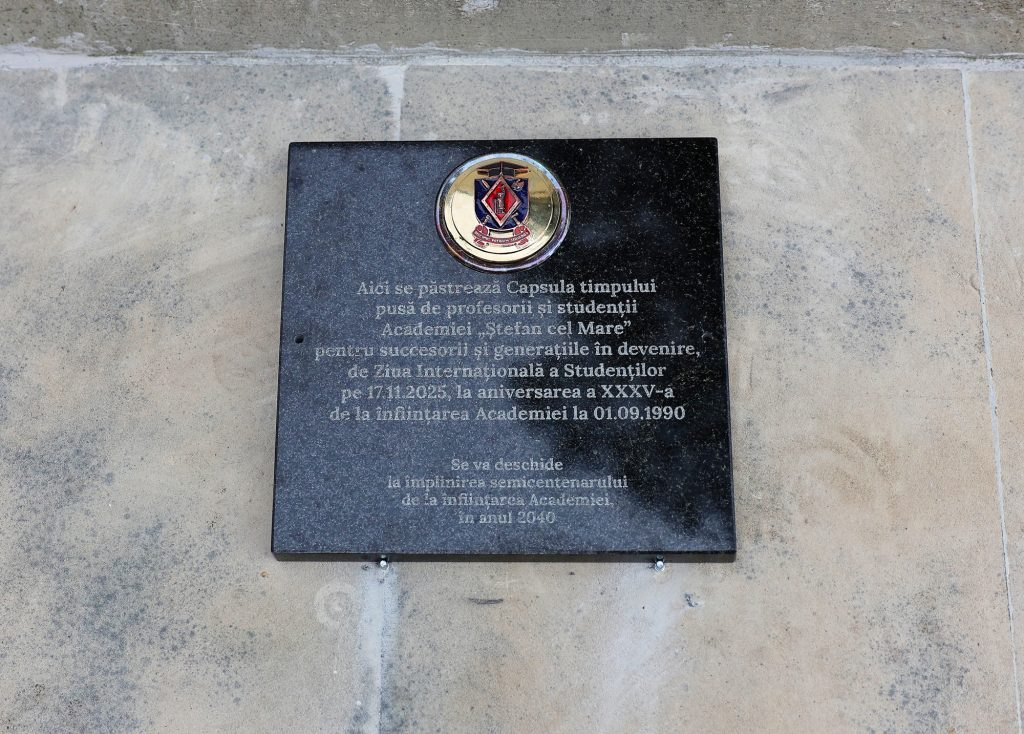 Aici se păstrează Capsula timpului
pusă de profesorii și studenții
Academiei „Ștefan cel Mare”
pentru succesorii și generațiile în devenire,
de Ziua Internațională a Studenților
pe 17.11.2025, la aniversarea a XXXV-a
de la înființarea Academiei la 01.09.1990
Se va deschide
la împlinirea semicentenarului
de la înființarea Academiei,
în anul 2040